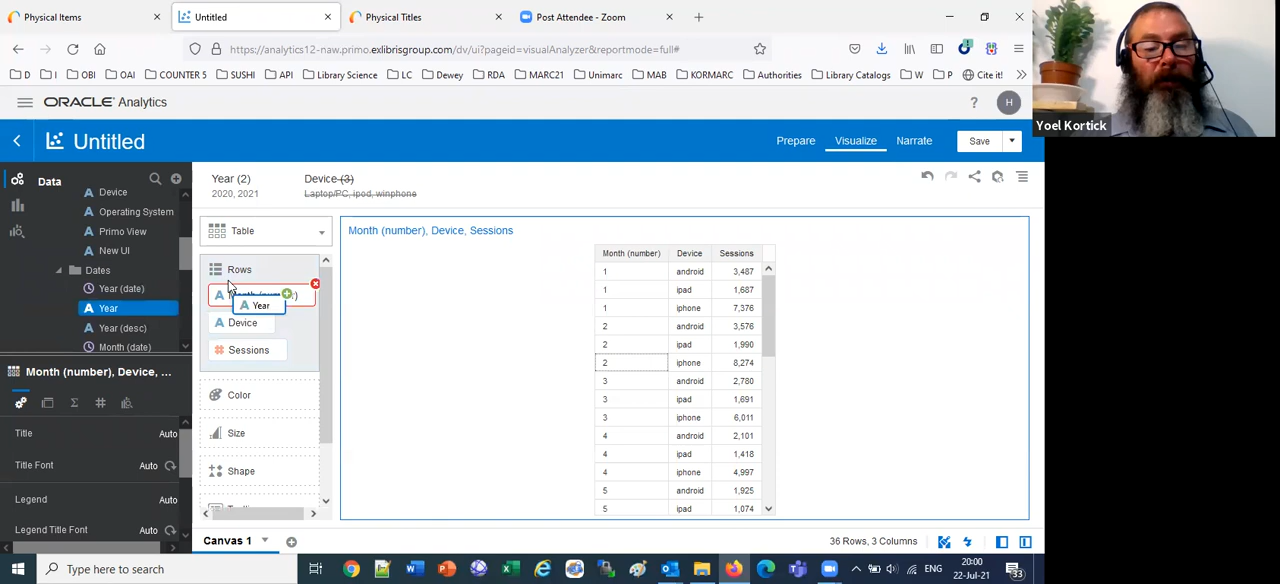 Physical Items
Untitled
Physical Titles
Post Attendee - Zoom
https://analytics12-naw.primo.exlibrisgroup.com/dv/ui?pageid=visualAnalyzer&reportmode=full#
D
I
OBI
OAI
COUNTER 5
SUSHI
API
Library Science
LC
Dewey
RDA
MARC21
Unimarc
MAB
KORMARC
Authorities
Library Catalogs
W
P
Cite it!
ORACLE Analytics
?
H
Yoel Kortick
Untitled
Prepare
Visualize
Narrate
Save
Data
Device
Operating System
Primo View
New UI
Dates
Year (date)
Year
Year (desc)
Month (date)
Year (2)
2020, 2021
Device (3)
Laptop/PC, ipod, winphone
Table
Rows
Year
Device
Sessions
Color
Size
Shape
Month (number), Device, Sessions
Month (number) Device Sessions
1 android 3,487
1 ipad 1,687
1 iphone 7,376
2 android 3,576
2 ipad 1,990
2 iphone 8,274
3 android 2,780
3 ipad 1,691
3 iphone 6,011
4 android 2,101
4 ipad 1,418
4 iphone 4,997
5 android 1,925
5 ipad 1,074
Month (number), Device, ...
Title Auto
Title Font Auto
Legend Auto
Legend Title Font Auto
Canvas 1
36 Rows, 3 Columns
Type here to search
ENG
20:00
22-Jul-21
33